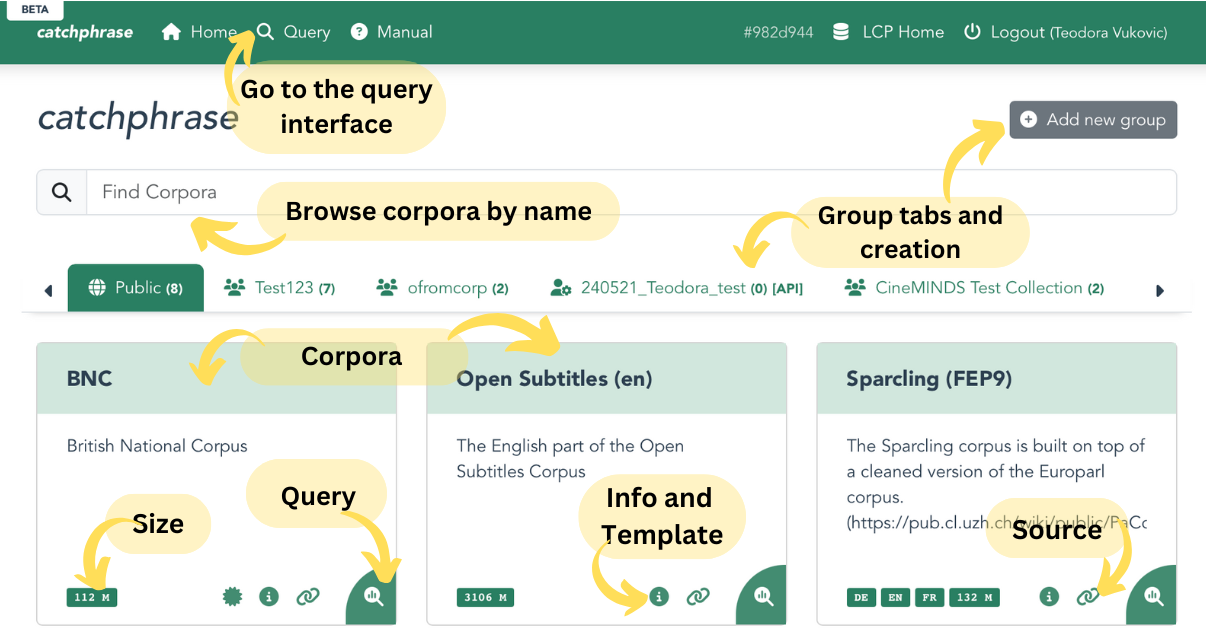 BETA
catchphrase Home Query Manual #982d944 LCP Home Logout (Teodora Vukovic)
Go to the query
interface
catchphrase
Add new group
Find Corpora
Browse corpora by name
Group tabs and
creation
Public (8) Test123 (7) ofromcorp (2) 240521_Teodora_test (0) [API] CineMINDS Test Collection (2)
Corpora
BNC
British National Corpus
Size
Query
112 M
Open Subtitles (en)
The English part of the Open
Subtitles Corpus
Info and
Template
3106 M
Sparcling (FEP9)
The Sparcling corpus is built on top of
a cleaned version of the Europarl
corpus.
(https://pub.cl.uzh.ch/wiki/public/PaCo
Source
DE EN FR 132 M